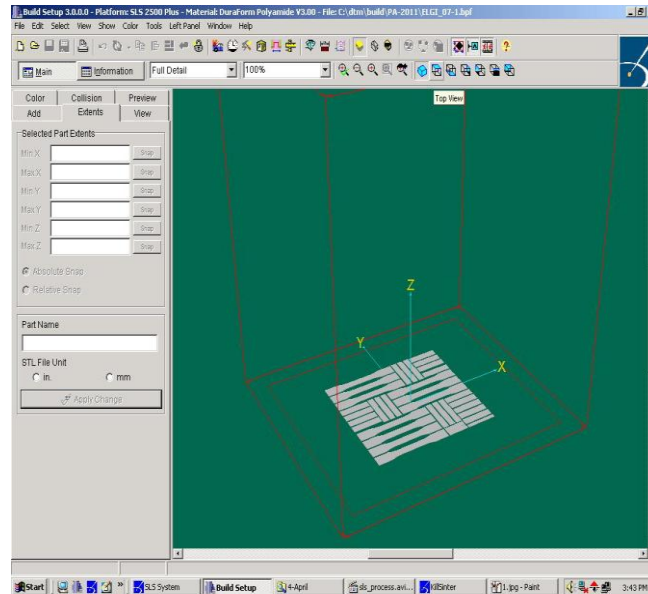 Build Setup 3.0.0.0 - Platform: SLS 2500 Plus - Material: DuraForm Polyamide V3.00 - File: C:\dtm\build\PA-2011\ELGI_07-1.bpf
File Edit Select View Show Color Tools Left Panel Window Help
Main Information Full Detail 100%
Color Collision Preview
Add Extents View
Top View
Selected Part Extents
Min X Snap
Max X Snap
Min Y Snap
Max Y Snap
Min Z Snap
Max Z Snap
Absolute Snap
Relative Snap
Part Name
STL File Unit
in. mm
Apply Change
Z
Y
X
Start SLS System Build Setup 4-April sls_process.avi... KillSinter 1.jpg - Paint 3:43 PM